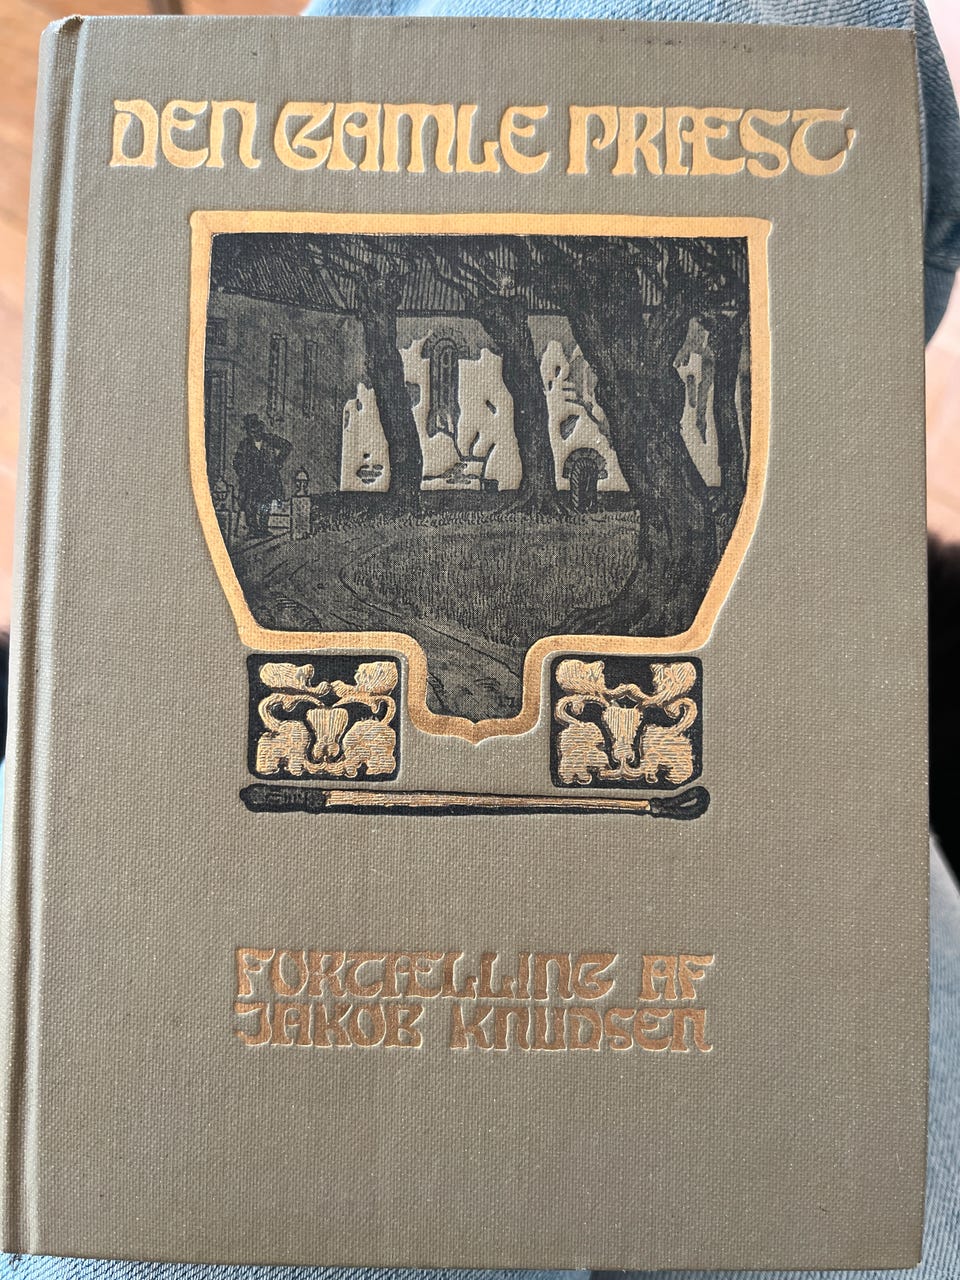 DEN GAMLE PRÆST
FORTÆLLING AF
JAKOB KNUDSEN